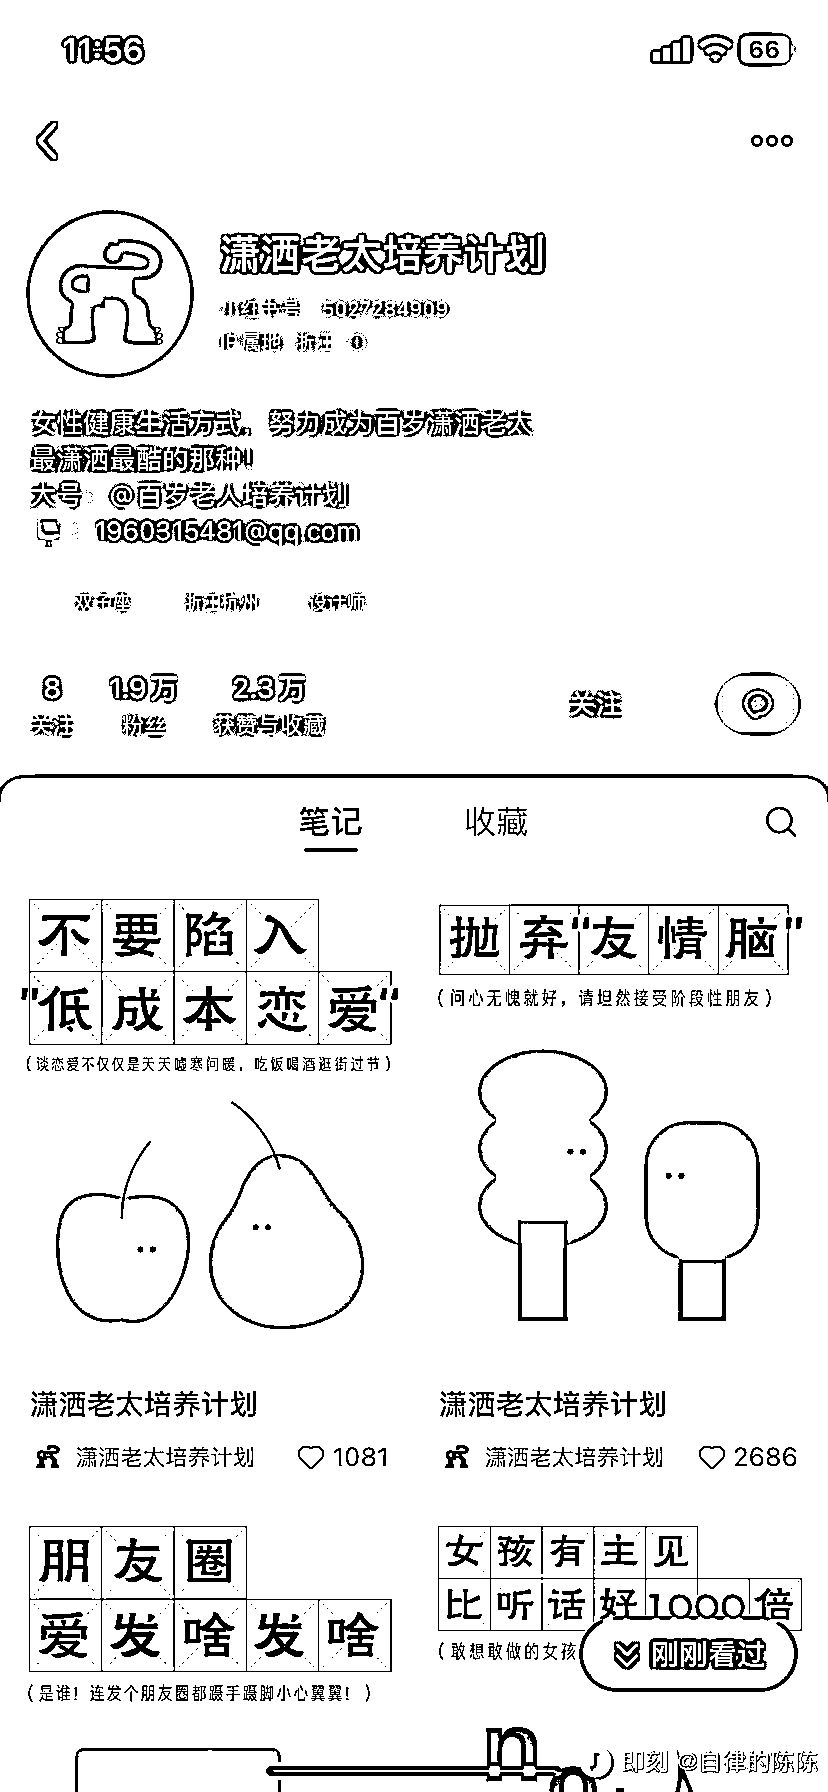 11:56
66
潇洒老太培养计划
小红书号 5027284909
IP属地 浙江
女性健康生活方式，努力成为百岁潇洒老太
最潇洒最酷的那种！
大号：@百岁老人培养计划
1960315481@qq.com
双鱼座 浙江杭州 设计师
8 1.9万 2.3万
关注 粉丝 获赞与收藏 关注
笔记 收藏
不要陷入
"低成本恋爱"
（谈恋爱不仅仅是天天嘘寒问暖，吃饭喝酒逛街过节）
抛弃"友情脑"
（问心无愧就好，请坦然接受阶段性朋友）
潇洒老太培养计划
潇洒老太培养计划 1081
潇洒老太培养计划
潇洒老太培养计划 2686
朋友圈
爱发啥发啥
（是谁！连发个朋友圈都蹑手蹑脚小心翼翼！）
女孩有主见
比听话好1000倍
（敢想敢做的女孩
刚刚看过
即刻 @自律的陈陈